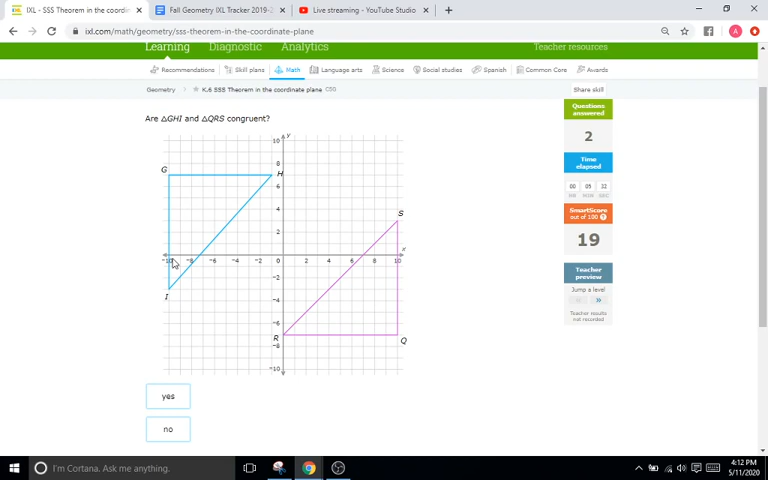 IXL - SSS Theorem in the coordin
Fall Geometry IXL Tracker 2019-2
Live streaming - YouTube Studio
ixl.com/math/geometry/sss-theorem-in-the-coordinate-plane
Learning Diagnostic Analytics Teacher resources
Recommendations Skill plans Math Language arts Science Social studies Spanish Common Core Awards
Geometry K.6 SSS Theorem in the coordinate plane CSG Share skill
Questions
answered
2
Time
elapsed
00 05 32
HR MIN SEC
SmartScore
out of 100 ?
19
Teacher
preview
Jump a level
Teacher results
not recorded
Are △GHI and △QRS congruent?
y
10
8
G H
6
4
S
2
x
-10 -8 -6 -4 -2 0 2 4 6 8 10
-2
I
-4
-6
R Q
-8
-10
yes
no
I'm Cortana. Ask me anything.
4:12 PM
5/11/2020